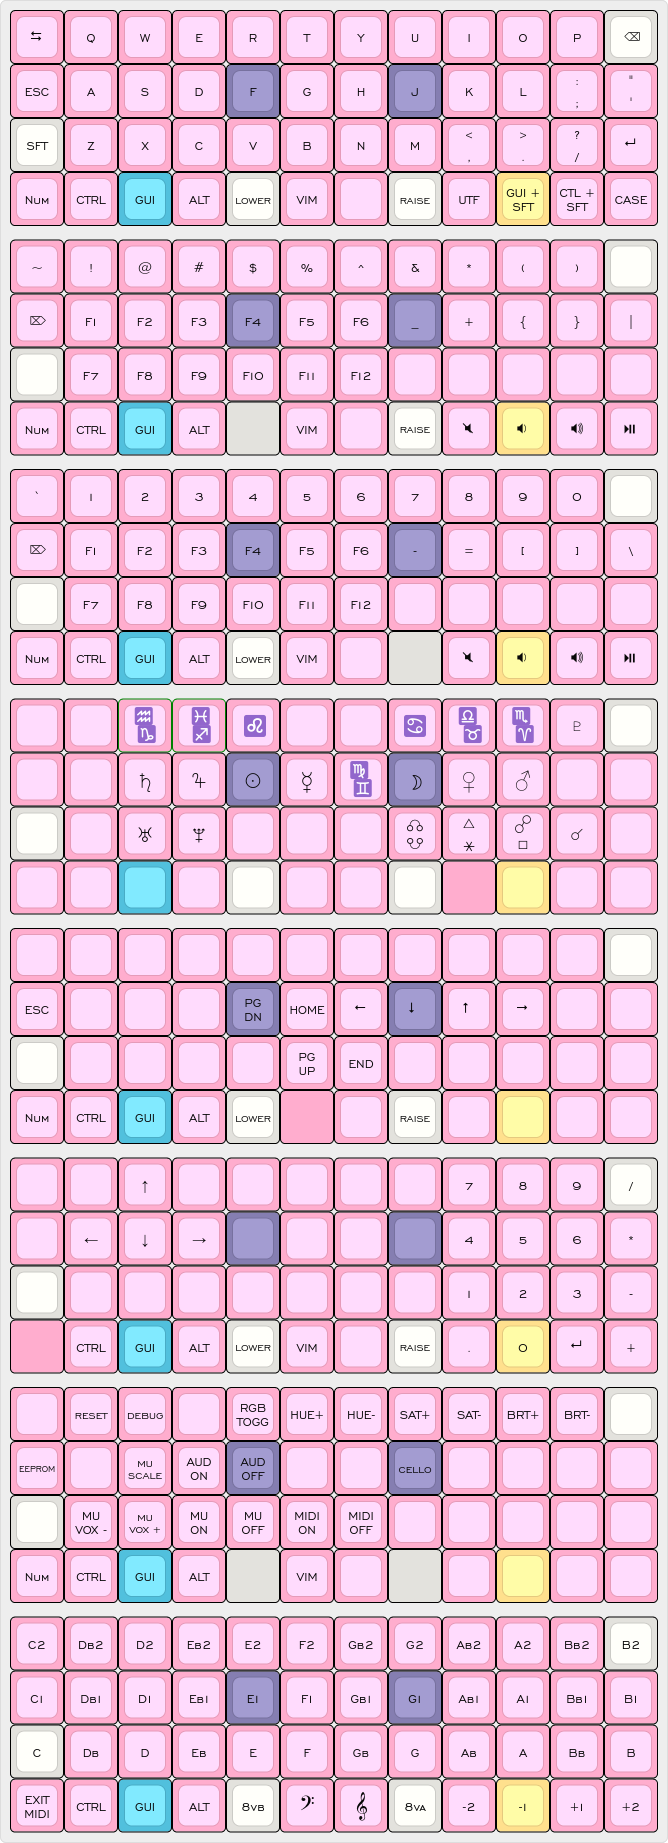 ⇆ Q W E R T Y U I O P ⌫
ESC A S D F G H J K L : "
; '
SFT Z X C V B N M < > ? ↵
, . /
NUM CTRL GUI ALT LOWER VIM RAISE UTF GUI + CTL + CASE
SFT SFT
~ ! @ # $ % ^ & * ( )
⌦ F1 F2 F3 F4 F5 F6 _ + { } |
F7 F8 F9 F10 F11 F12
NUM CTRL GUI ALT VIM RAISE 🔇 🔉 🔊 ⏯
` 1 2 3 4 5 6 7 8 9 0
⌦ F1 F2 F3 F4 F5 F6 - = [ ] \
F7 F8 F9 F10 F11 F12
NUM CTRL GUI ALT LOWER VIM 🔇 🔉 🔊 ⏯
♒ ♓ ♌ ♋ ♎ ♏ ♇
♑ ♐ ♉ ♈
♄ ♃ ☉ ☿ ♍ ☽ ♀ ♂
♊
♅ ♆ ☊ △ ☍ ☌
☋ ⚹ □
ESC PG HOME ← ↓ ↑ →
DN
PG END
UP
NUM CTRL GUI ALT LOWER RAISE
↑ 7 8 9 /
← ↓ → 4 5 6 *
1 2 3 -
CTRL GUI ALT LOWER VIM RAISE . 0 ↵ +
RESET DEBUG RGB HUE+ HUE- SAT+ SAT- BRT+ BRT-
TOGG
EEPROM MU AUD AUD CELLO
SCALE ON OFF
MU MU MU MU MIDI MIDI
VOX - VOX + ON OFF ON OFF
NUM CTRL GUI ALT VIM
C2 DB2 D2 EB2 E2 F2 GB2 G2 AB2 A2 BB2 B2
C1 DB1 D1 EB1 E1 F1 GB1 G1 AB1 A1 BB1 B1
C DB D EB E F GB G AB A BB B
EXIT CTRL GUI ALT 8VB 𝄢 𝄞 8VA -2 -1 +1 +2
MIDI